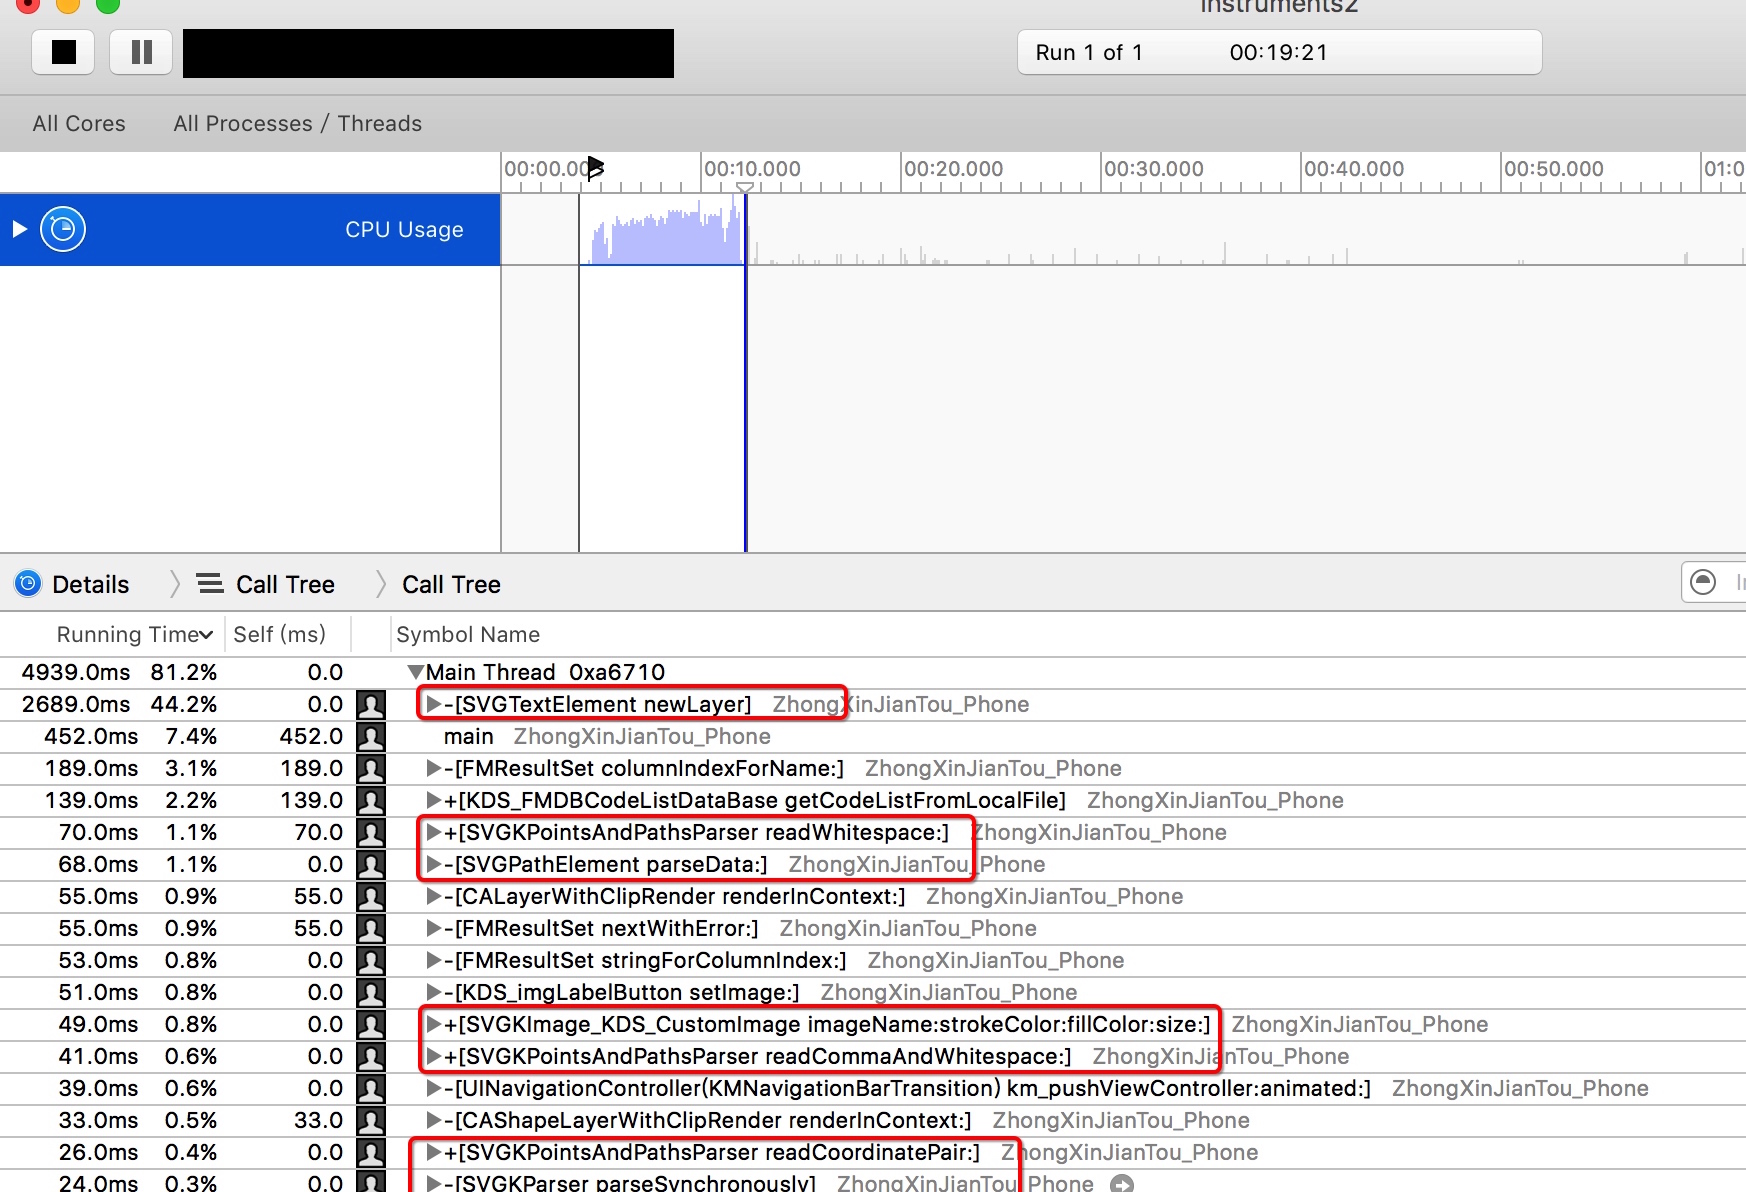 Instruments2
Run 1 of 1 00:19:21
All Cores All Processes / Threads
00:00.000 00:10.000 00:20.000 00:30.000 00:40.000 00:50.000 01:0
CPU Usage
Details Call Tree Call Tree
Running Time Self (ms) Symbol Name
4939.0ms 81.2% 0.0 Main Thread 0xa6710
2689.0ms 44.2% 0.0 -[SVGTextElement newLayer] ZhongXinJianTou_Phone
452.0ms 7.4% 452.0 main ZhongXinJianTou_Phone
189.0ms 3.1% 189.0 -[FMResultSet columnIndexForName:] ZhongXinJianTou_Phone
139.0ms 2.2% 139.0 +[KDS_FMDBCodeListDataBase getCodeListFromLocalFile] ZhongXinJianTou_Phone
70.0ms 1.1% 70.0 +[SVGKPointsAndPathsParser readWhitespace:] ZhongXinJianTou_Phone
68.0ms 1.1% 0.0 -[SVGPathElement parseData:] ZhongXinJianTou_Phone
55.0ms 0.9% 55.0 -[CALayerWithClipRender renderInContext:] ZhongXinJianTou_Phone
55.0ms 0.9% 55.0 -[FMResultSet nextWithError:] ZhongXinJianTou_Phone
53.0ms 0.8% 0.0 -[FMResultSet stringForColumnIndex:] ZhongXinJianTou_Phone
51.0ms 0.8% 0.0 -[KDS_imgLabelButton setImage:] ZhongXinJianTou_Phone
49.0ms 0.8% 0.0 +[SVGKImage_KDS_CustomImage imageName:strokeColor:fillColor:size:] ZhongXinJianTou_Phone
41.0ms 0.6% 0.0 +[SVGKPointsAndPathsParser readCommaAndWhitespace:] ZhongXinJianTou_Phone
39.0ms 0.6% 0.0 -[UINavigationController(KMNavigationBarTransition) km_pushViewController:animated:] ZhongXinJianTou_Phone
33.0ms 0.5% 33.0 -[CAShapeLayerWithClipRender renderInContext:] ZhongXinJianTou_Phone
26.0ms 0.4% 0.0 +[SVGKPointsAndPathsParser readCoordinatePair:] ZhongXinJianTou_Phone
24.0ms 0.3% 0.0 -[SVGKParser parseSynchronously] ZhongXinJianTou_Phone